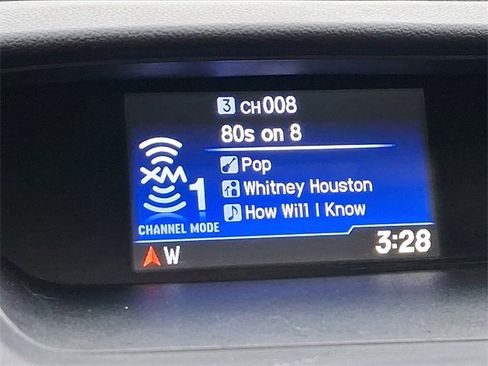 3 CH008
80s on 8
Pop
XM 1
Whitney Houston
How Will I Know
CHANNEL MODE
W 3:28